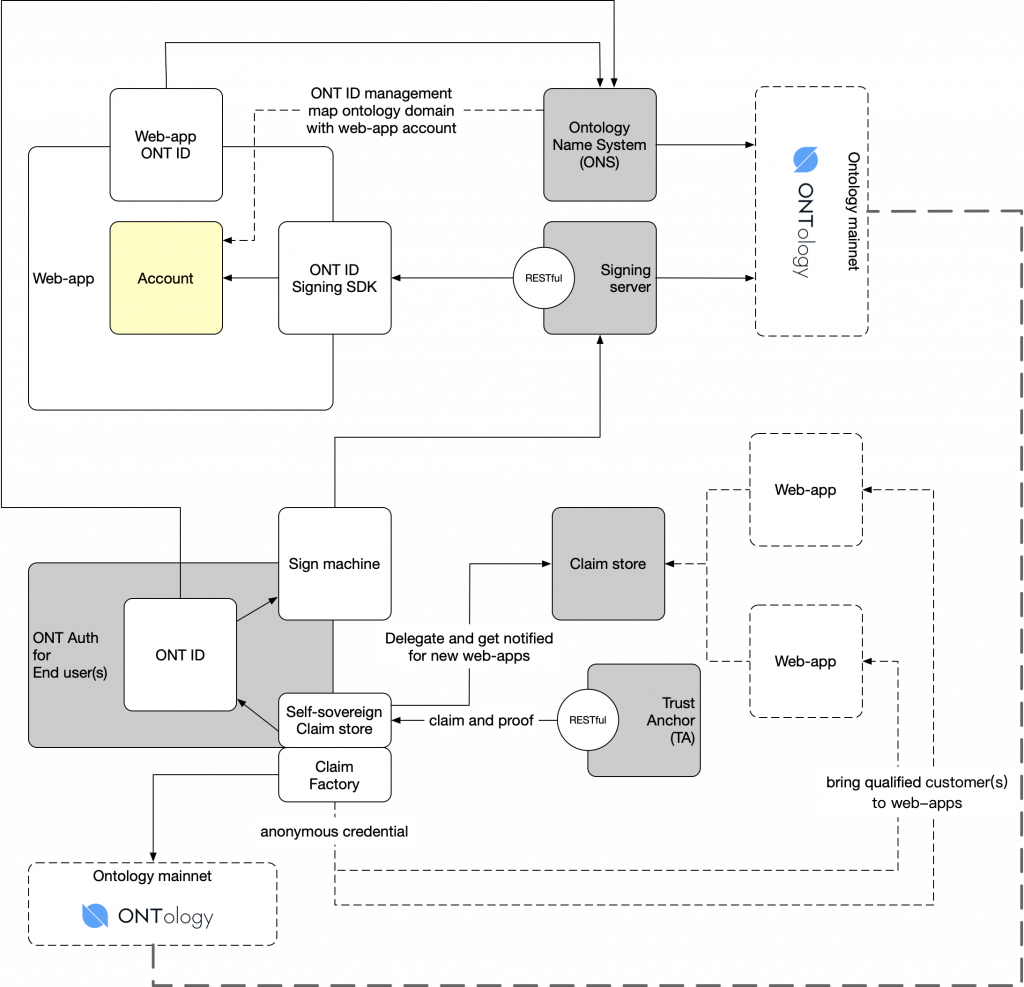 ONT ID management
map ontology domain
with web-app account
Web-app
ONT ID
Ontology
Name System
(ONS)
Ontology mainnet
ONTology
Web-app
Account
ONT ID
Signing SDK
RESTful
Signing
server
Web-app
Sign machine
Claim store
ONT Auth
for
End user(s)
ONT ID
Delegate and get notified
for new web-apps
Web-app
Self-sovereign
Claim store
claim and proof
RESTful
Trust
Anchor
(TA)
Claim
Factory
bring qualified customer(s)
to web-apps
anonymous credential
Ontology mainnet
ONTology